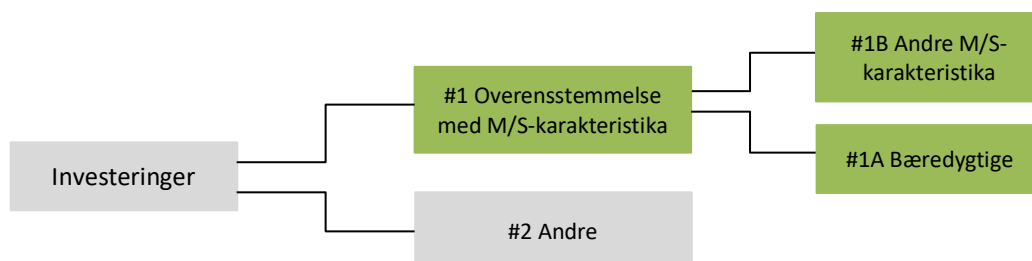 Investeringer
#1 Overensstemmelse
med M/S-karakteristika
#2 Andre
#1B Andre M/S-
karakteristika
#1A Bæredygtige